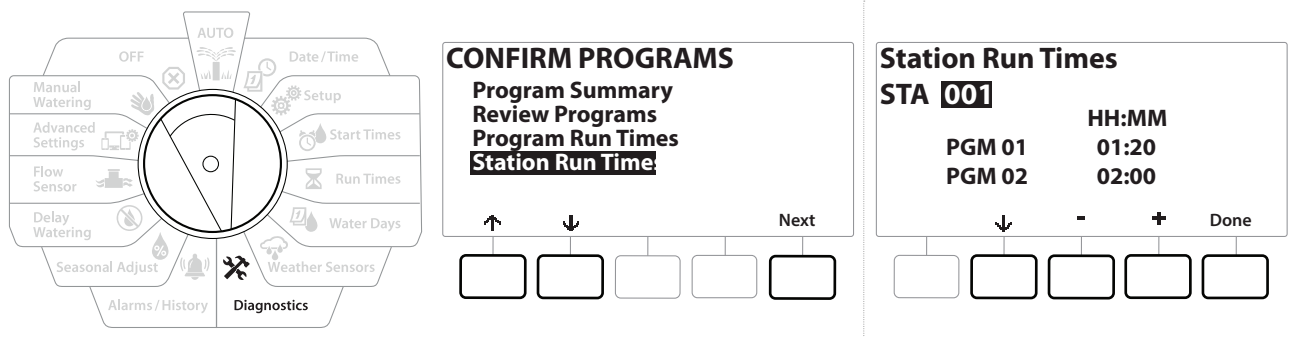 AUTO
OFF
Date / Time
Manual
Watering
Setup
Advanced
Settings
Start Times
Flow
Sensor
Run Times
Delay
Watering
Water Days
Seasonal Adjust
Weather Sensors
Alarms / History
Diagnostics
CONFIRM PROGRAMS
Program Summary
Review Programs
Program Run Times
Station Run Times
Next
Station Run Times
STA 001
HH:MM
PGM 01 01:20
PGM 02 02:00
- + Done